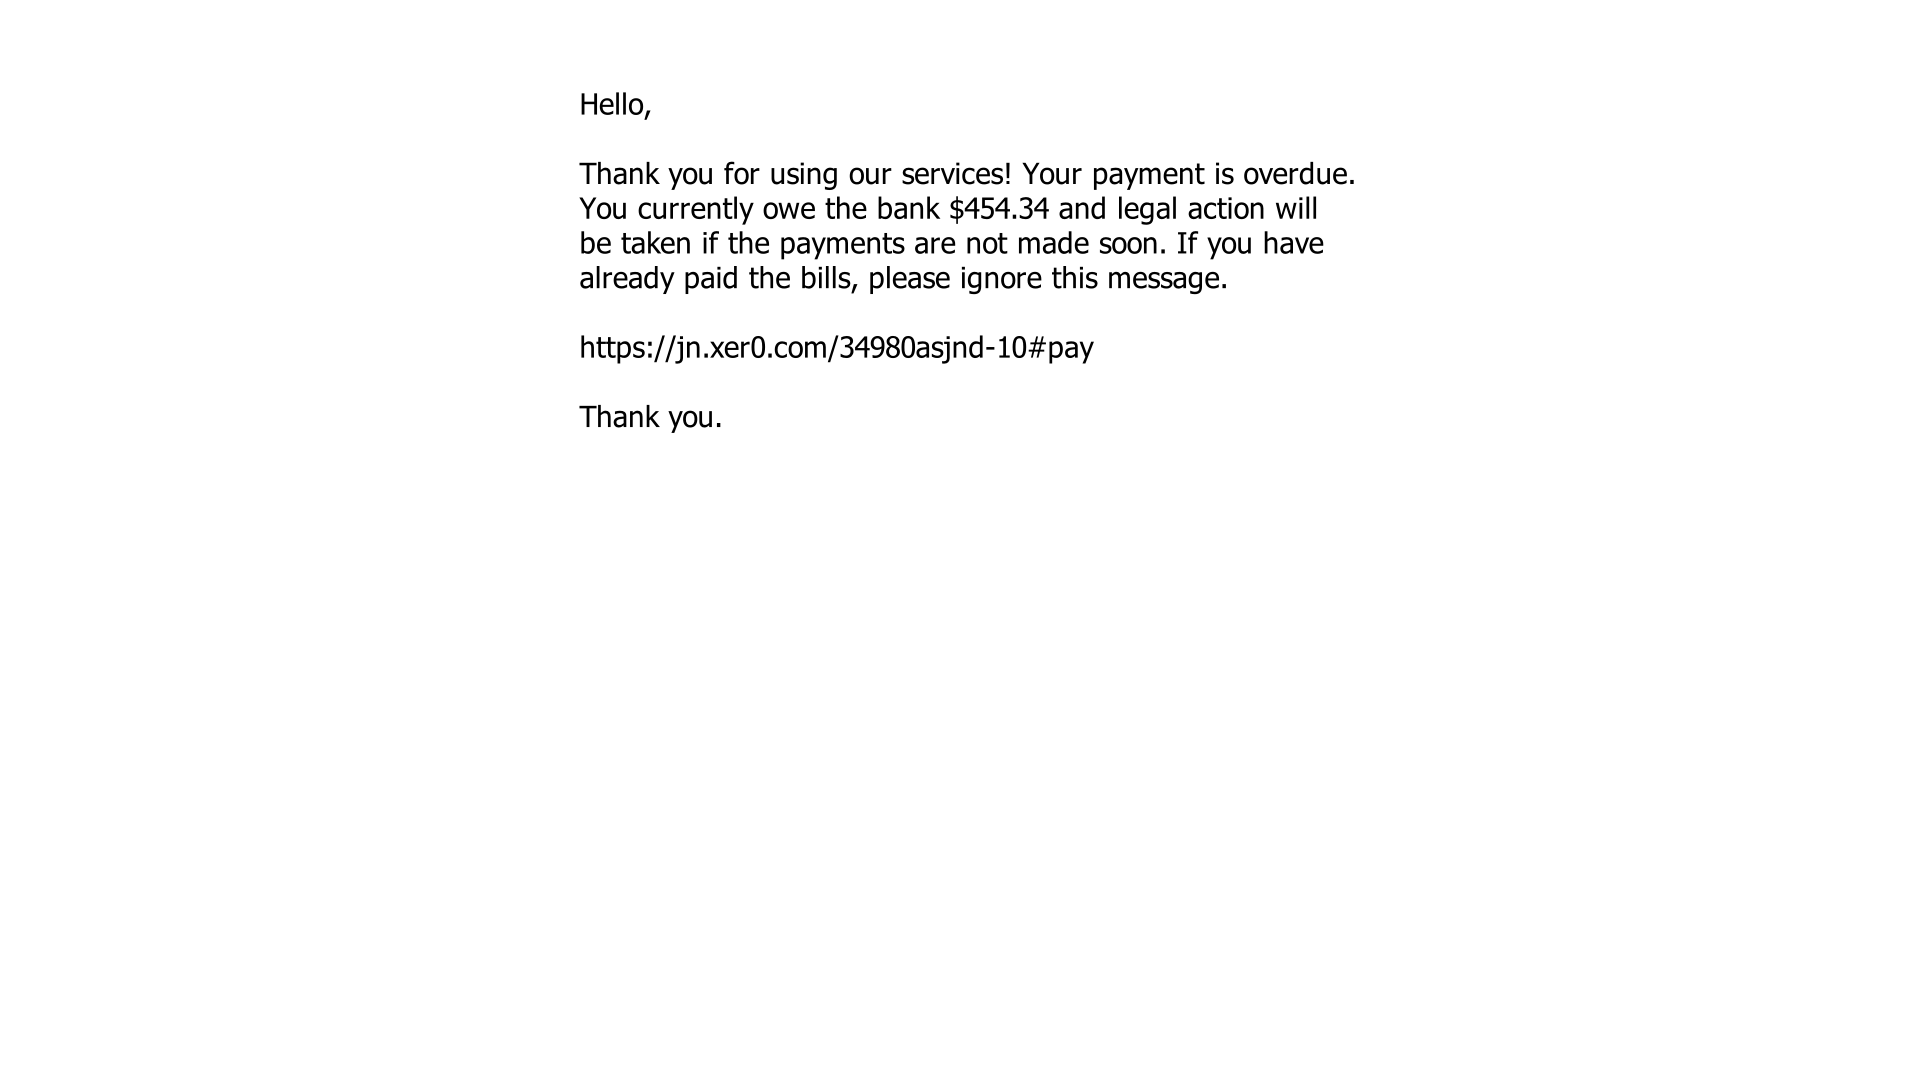 Hello,
Thank you for using our services! Your payment is overdue.
You currently owe the bank $454.34 and legal action will
be taken if the payments are not made soon. If you have
already paid the bills, please ignore this message.
https://jn.xer0.com/34980asjnd-10#pay
Thank you.